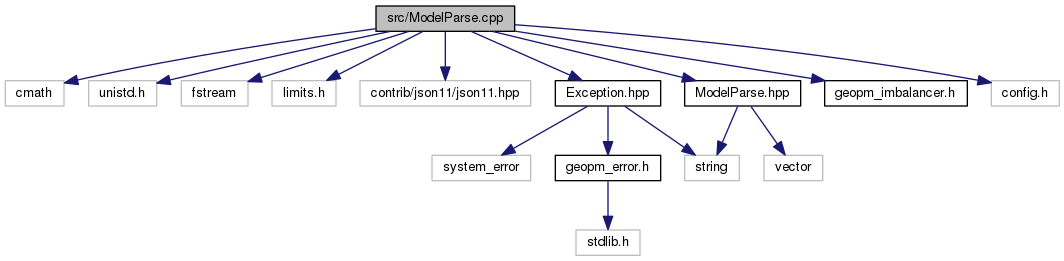 src/ModelParse.cpp
cmath
unistd.h
fstream
limits.h
contrib/json11/json11.hpp
Exception.hpp
ModelParse.hpp
geopm_imbalancer.h
config.h
system_error
geopm_error.h
string
vector
stdlib.h